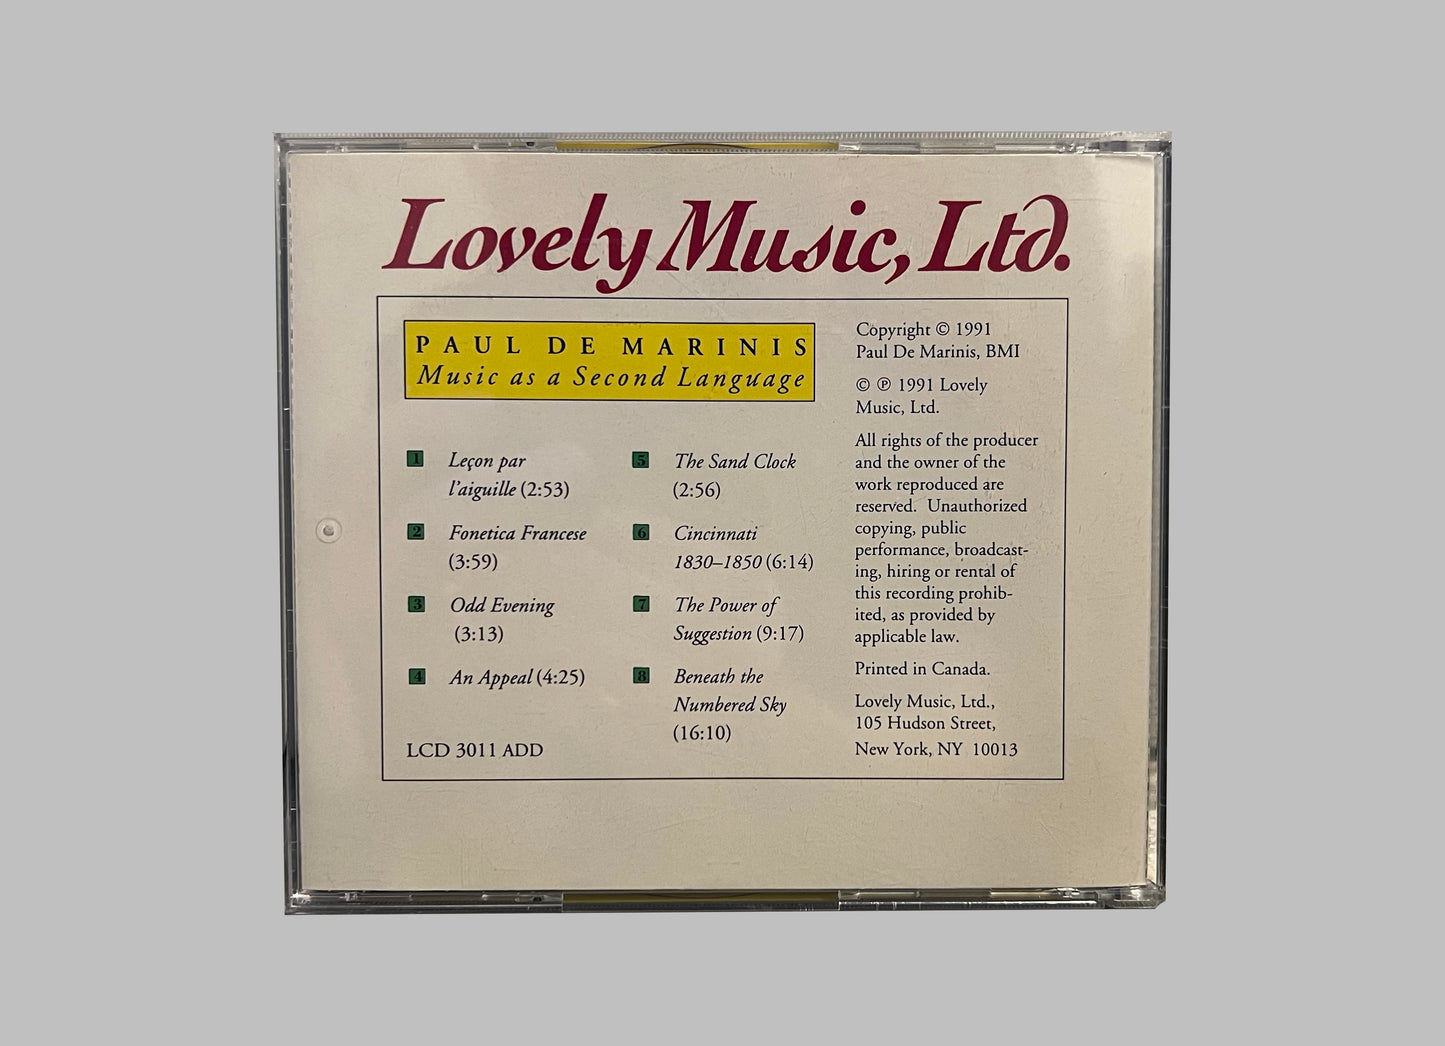 Lovely Music, Ltd.
PAUL DE MARINIS
Music as a Second Language
1 Leçon par
l'aiguille (2:53)
2 Fonetica Francese
(3:59)
3 Odd Evening
(3:13)
4 An Appeal (4:25)
LCD 3011 ADD
5 The Sand Clock
(2:56)
6 Cincinnati
1830–1850 (6:14)
7 The Power of
Suggestion (9:17)
8 Beneath the
Numbered Sky
(16:10)
Copyright © 1991
Paul De Marinis, BMI
© ℗ 1991 Lovely
Music, Ltd.
All rights of the producer
and the owner of the
work reproduced are
reserved. Unauthorized
copying, public
performance, broadcast-
ing, hiring or rental of
this recording prohib-
ited, as provided by
applicable law.
Printed in Canada.
Lovely Music, Ltd.,
105 Hudson Street,
New York, NY 10013